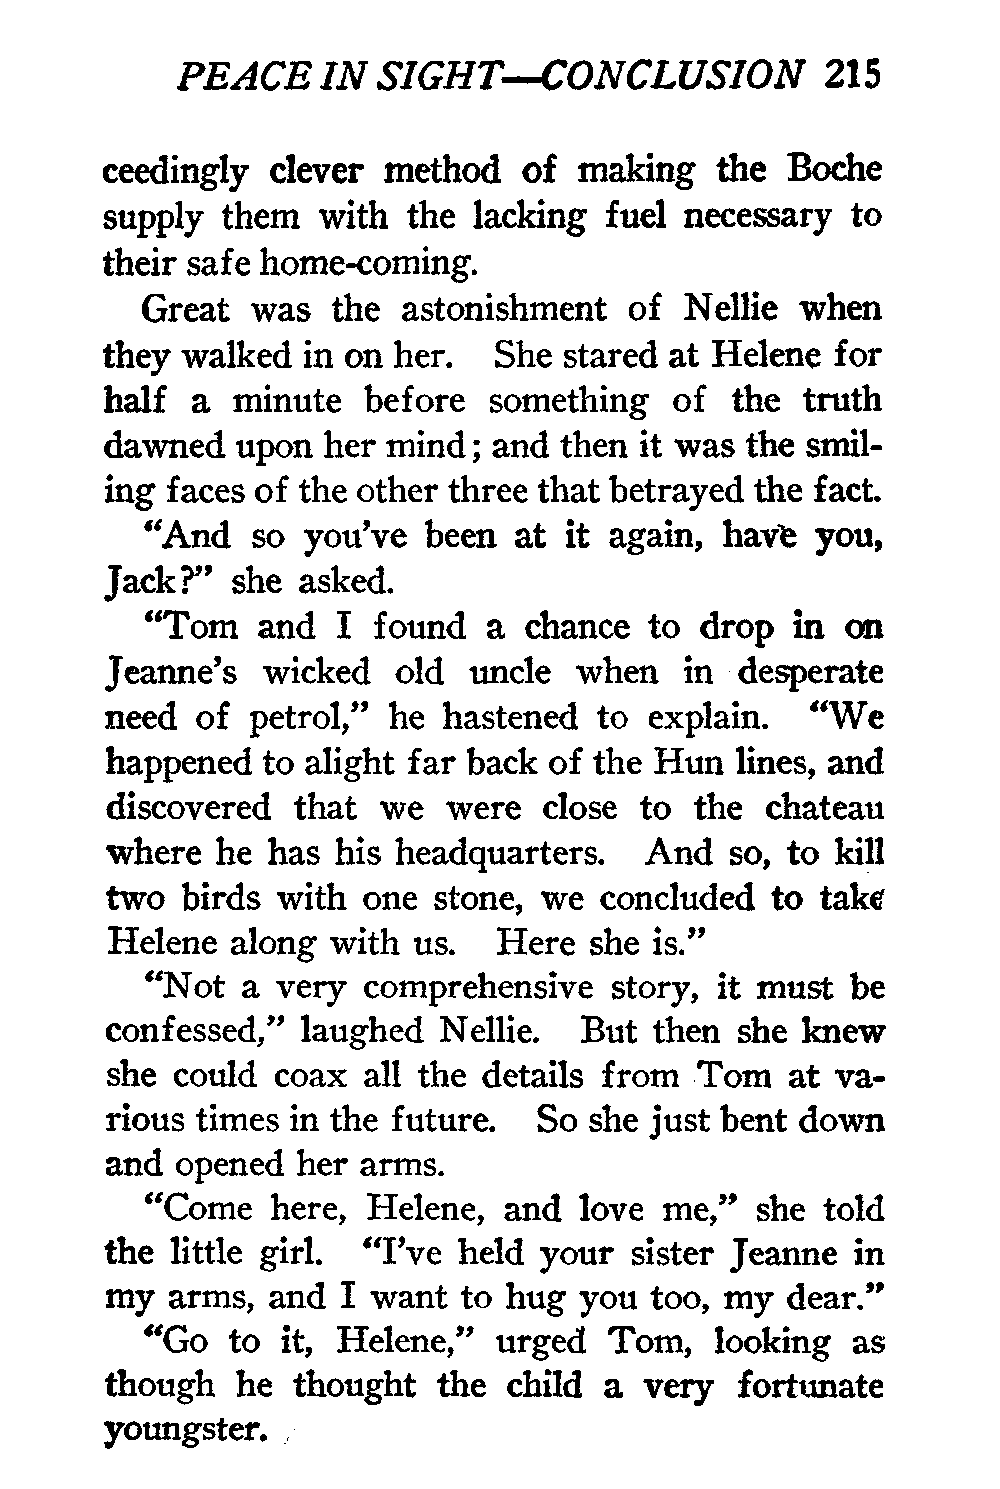 PEACE IN SIGHT—CONCLUSION 215
ceedingly clever method of making the Boche
supply them with the lacking fuel necessary to
their safe home-coming.
Great was the astonishment of Nellie when
they walked in on her. She stared at Helene for
half a minute before something of the truth
dawned upon her mind; and then it was the smil-
ing faces of the other three that betrayed the fact.
“And so you’ve been at it again, have you,
Jack?” she asked.
“Tom and I found a chance to drop in on
Jeanne’s wicked old uncle when in desperate
need of petrol,” he hastened to explain. “We
happened to alight far back of the Hun lines, and
discovered that we were close to the chateau
where he has his headquarters. And so, to kill
two birds with one stone, we concluded to take
Helene along with us. Here she is.”
“Not a very comprehensive story, it must be
confessed,” laughed Nellie. But then she knew
she could coax all the details from Tom at va-
rious times in the future. So she just bent down
and opened her arms.
“Come here, Helene, and love me,” she told
the little girl. “I’ve held your sister Jeanne in
my arms, and I want to hug you too, my dear.”
“Go to it, Helene,” urged Tom, looking as
though he thought the child a very fortunate
youngster.